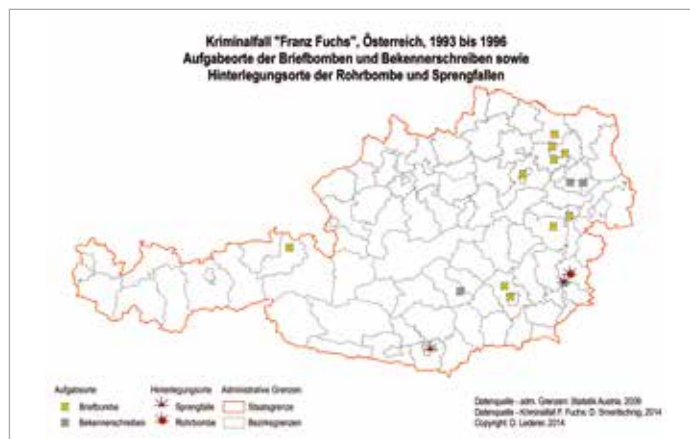 Kriminalfall "Franz Fuchs", Österreich, 1993 bis 1996
Aufgabeorte der Briefbomben und Bekennerschreiben sowie
Hinterlegungsorte der Rohrbombe und Sprengfallen
Aufgabeorte
Hinterlegungsorte
Administrative Grenzen
Briefbombe
Sprengfalle
Staatsgrenze
Bekennerschreiben
Rohrbombe
Bezirksgrenzen
Datenquelle - adm. Grenzen: Statistik Austria, 2009
Datenquelle - Kriminalfall F. Fuchs: D. 2014
Copyright: D. Lederer, 2014